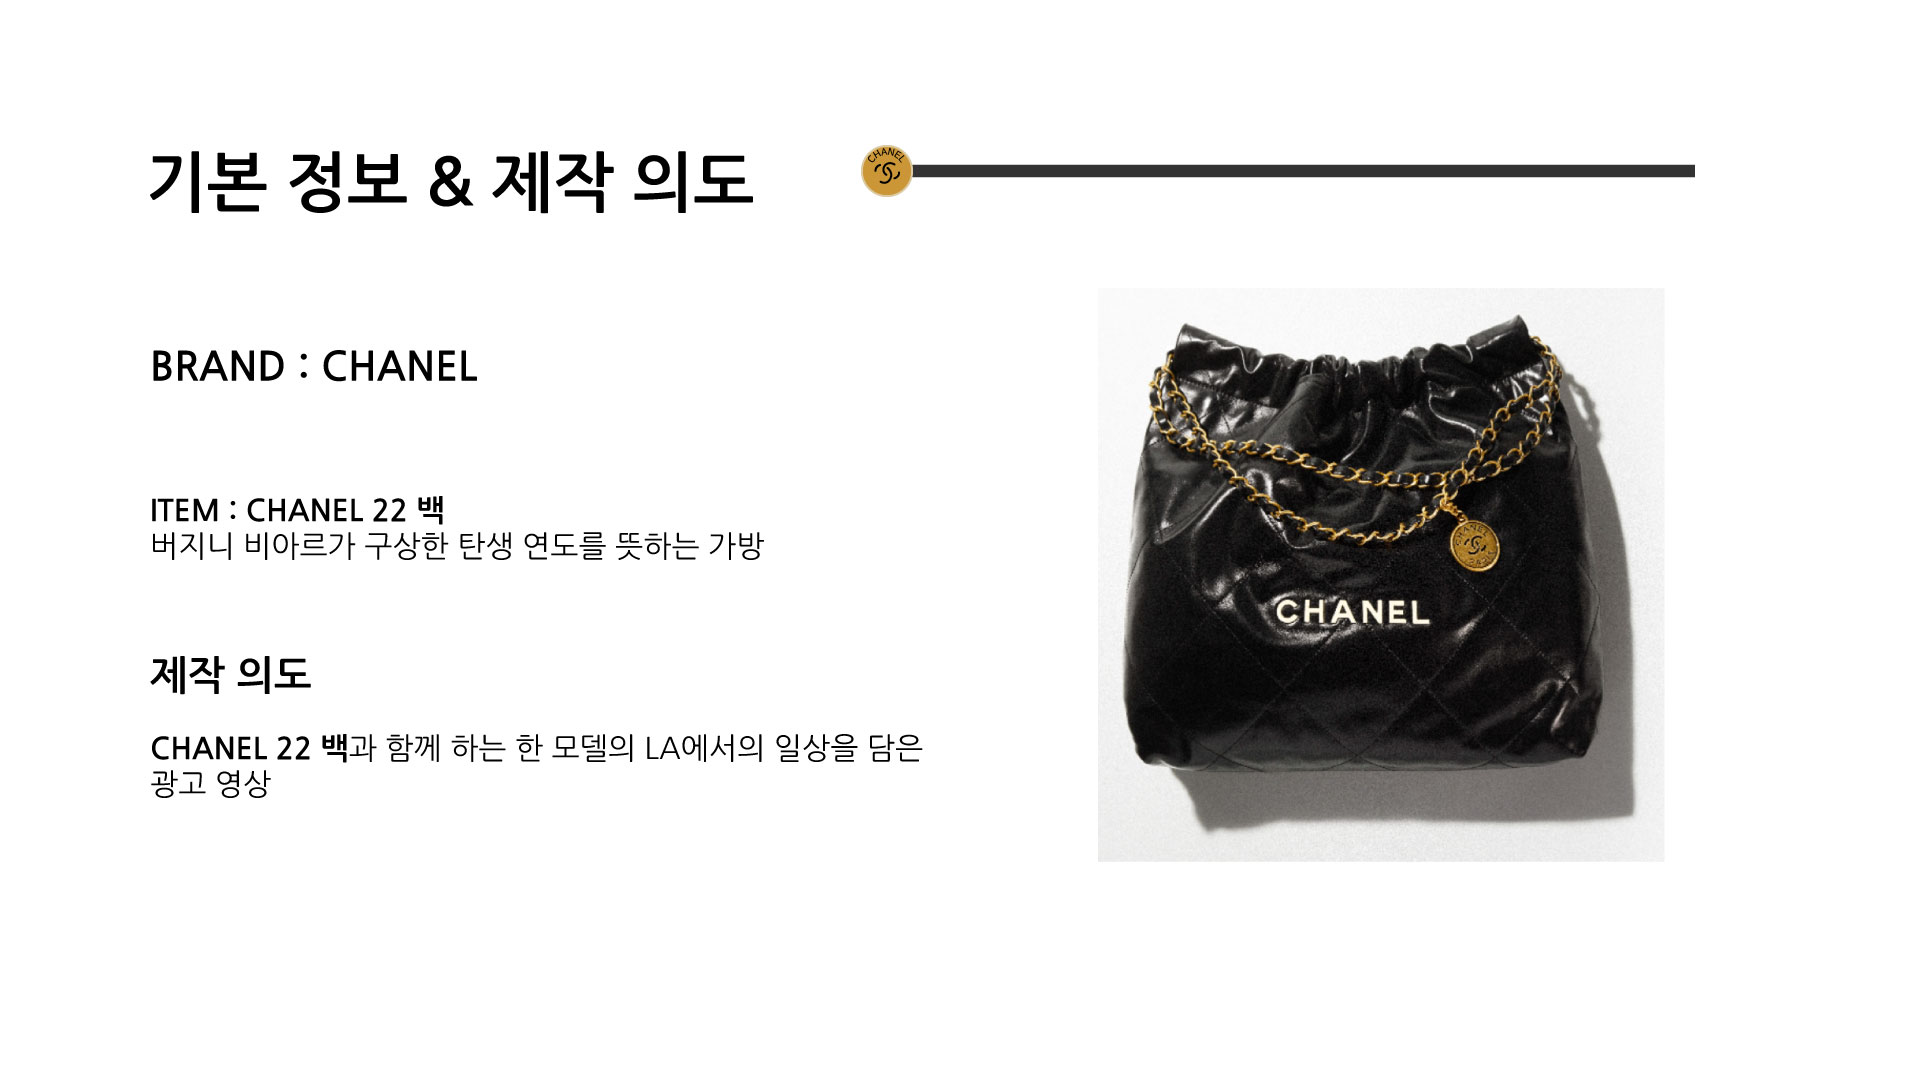 기본 정보 & 제작 의도
CHANEL
BRAND : CHANEL
ITEM : CHANEL 22 백
버지니 비아르가 구상한 탄생 연도를 뜻하는 가방
제작 의도
CHANEL 22 백과 함께 하는 한 모델의 LA에서의 일상을 담은
광고 영상
CHANEL
CHANEL